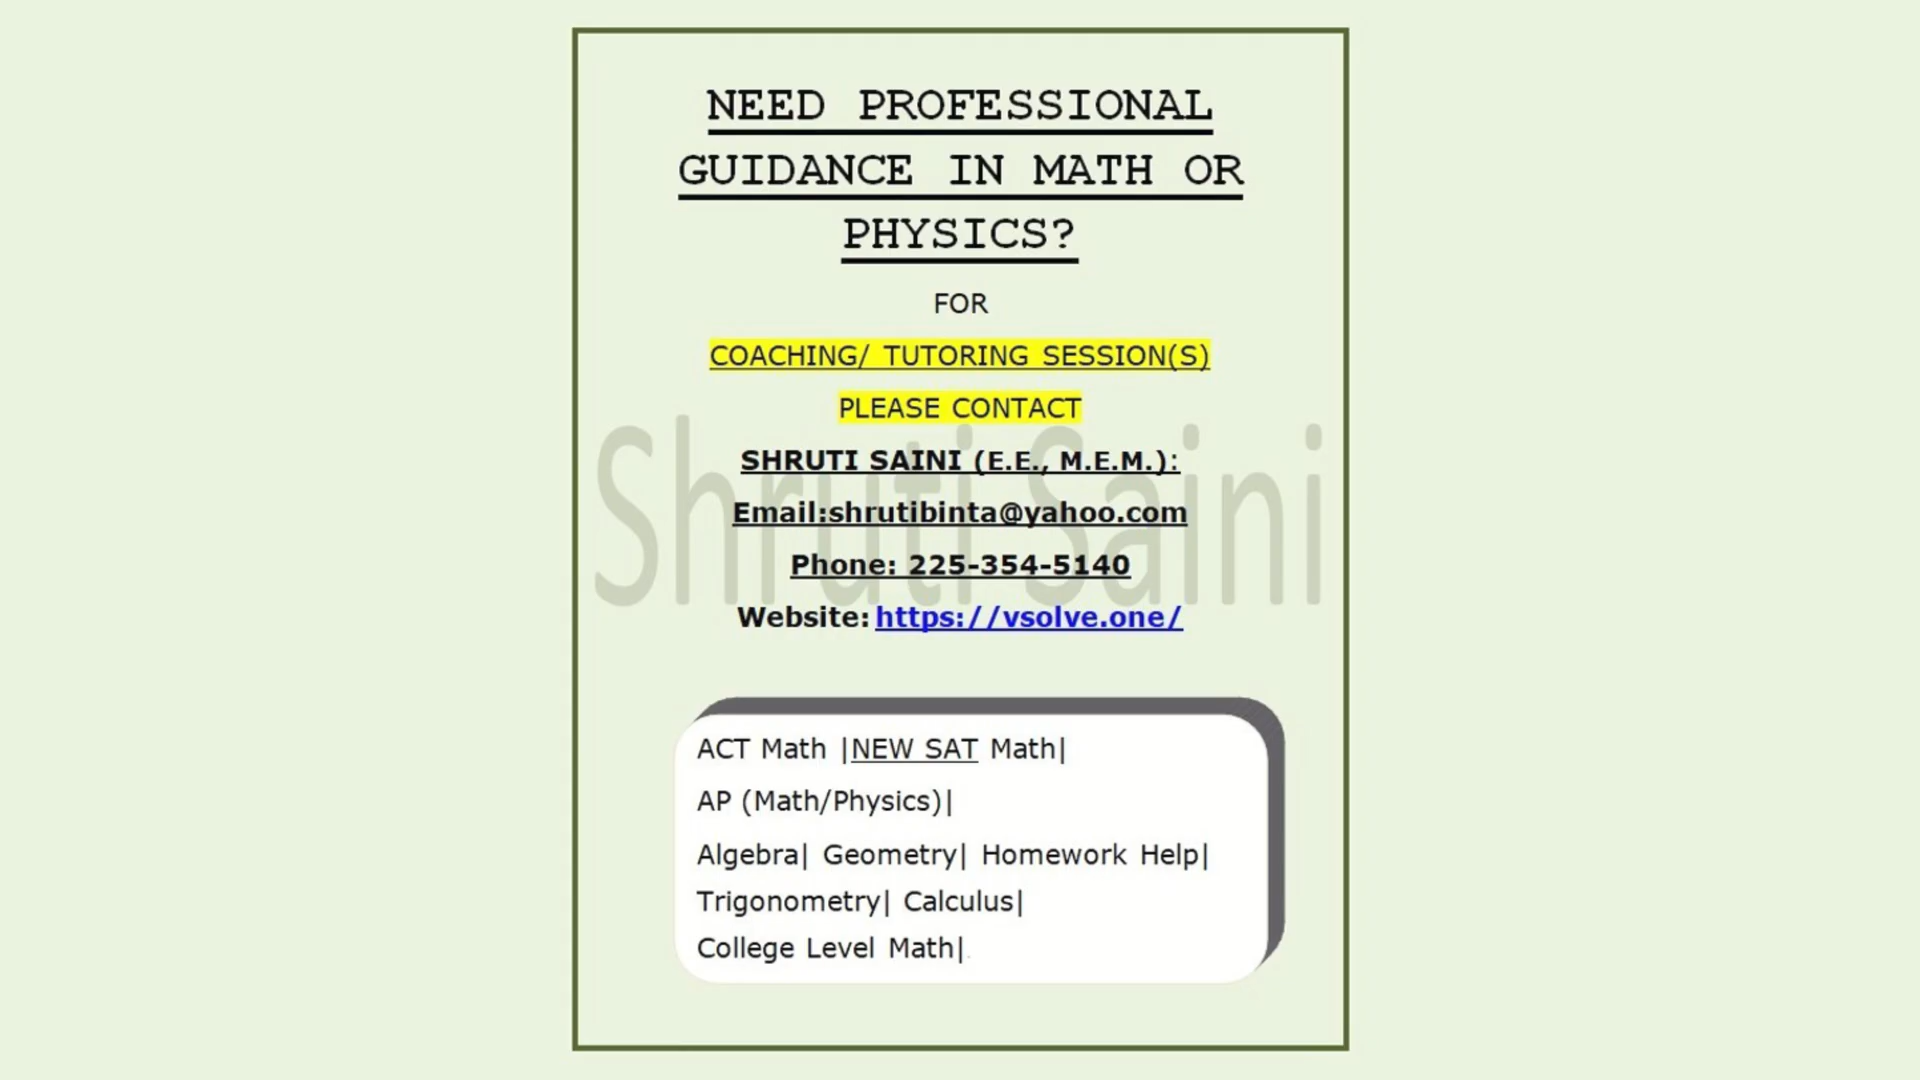 NEED PROFESSIONAL
GUIDANCE IN MATH OR
PHYSICS?
FOR
COACHING/ TUTORING SESSION(S)
PLEASE CONTACT
Shruti Saini
SHRUTI SAINI (E.E., M.E.M.):
Email:shrutibinta@yahoo.com
Phone: 225-354-5140
Website: https://vsolve.one/
ACT Math |NEW SAT Math|
AP (Math/Physics)|
Algebra| Geometry| Homework Help|
Trigonometry| Calculus|
College Level Math|